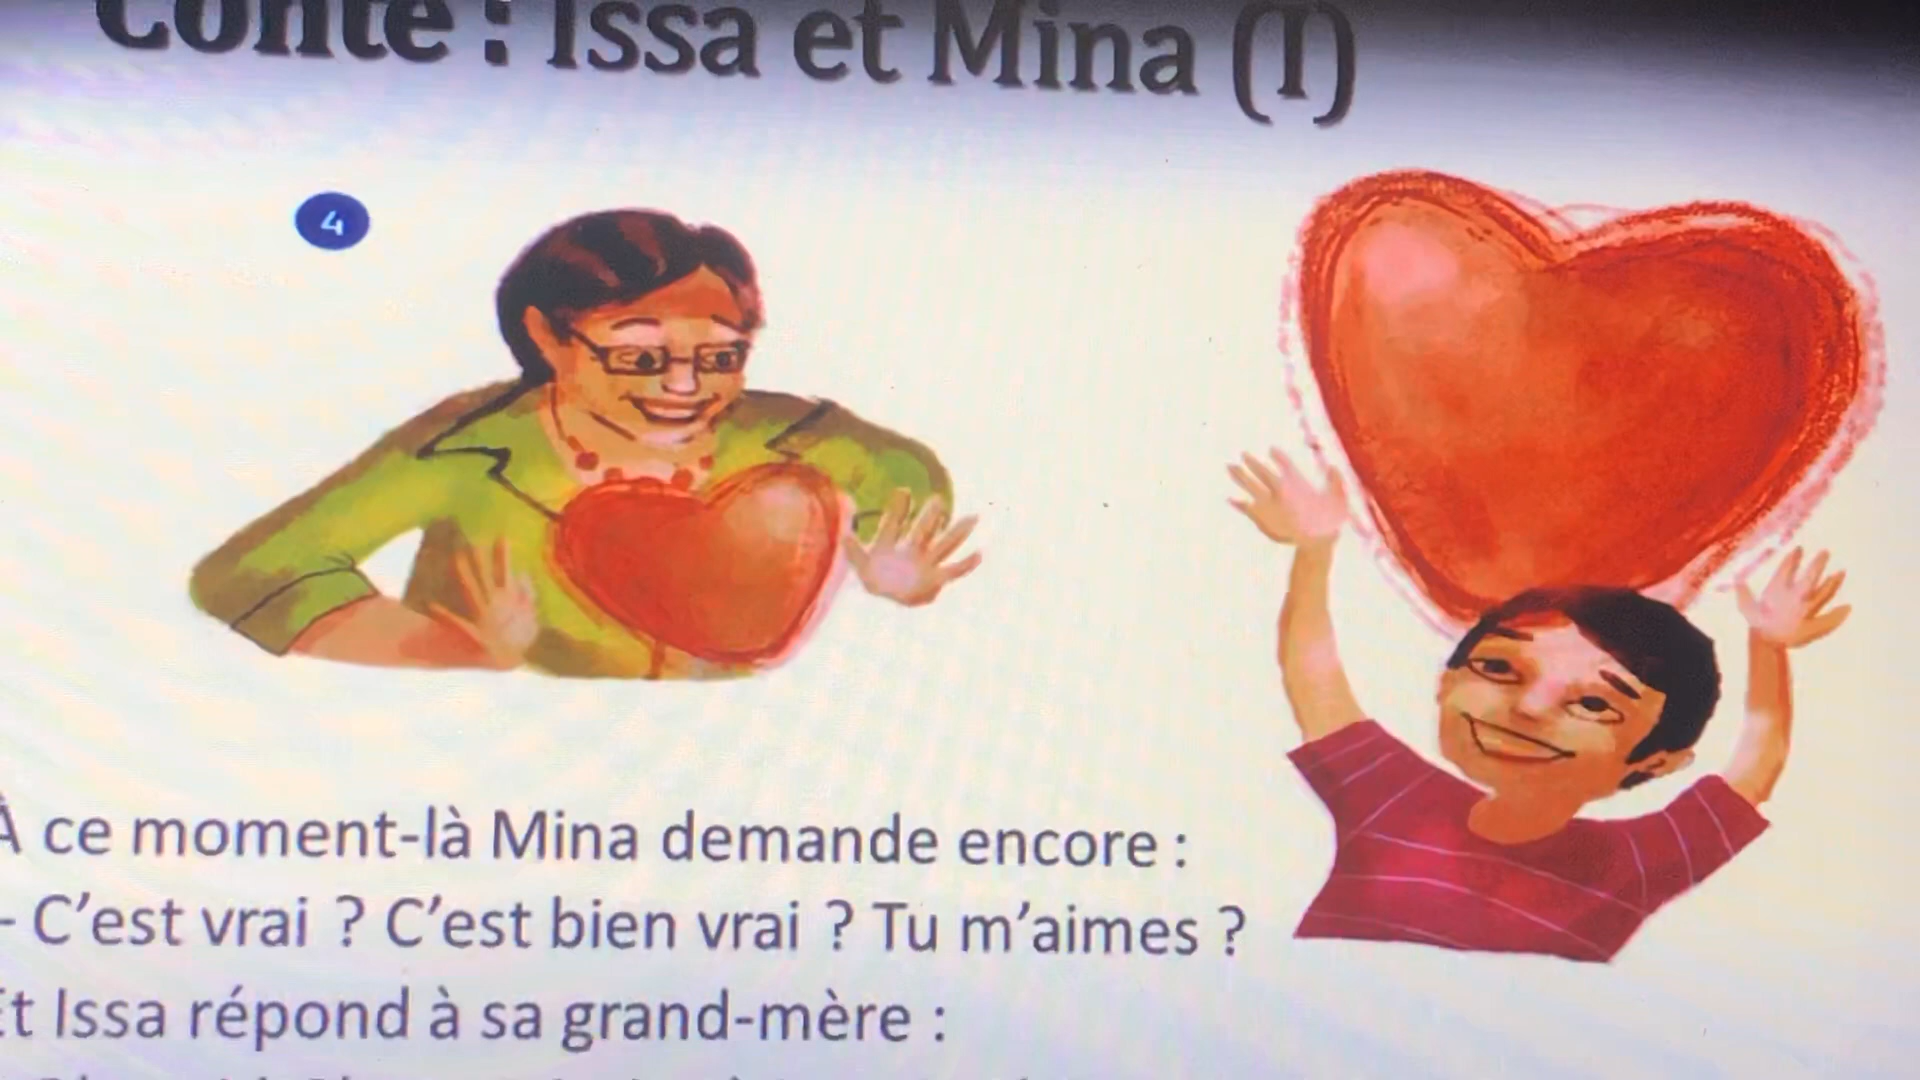 Conte : Issa et Mina (I)
4
À ce moment-là Mina demande encore :
- C'est vrai ? C'est bien vrai ? Tu m'aimes ?
Et Issa répond à sa grand-mère :